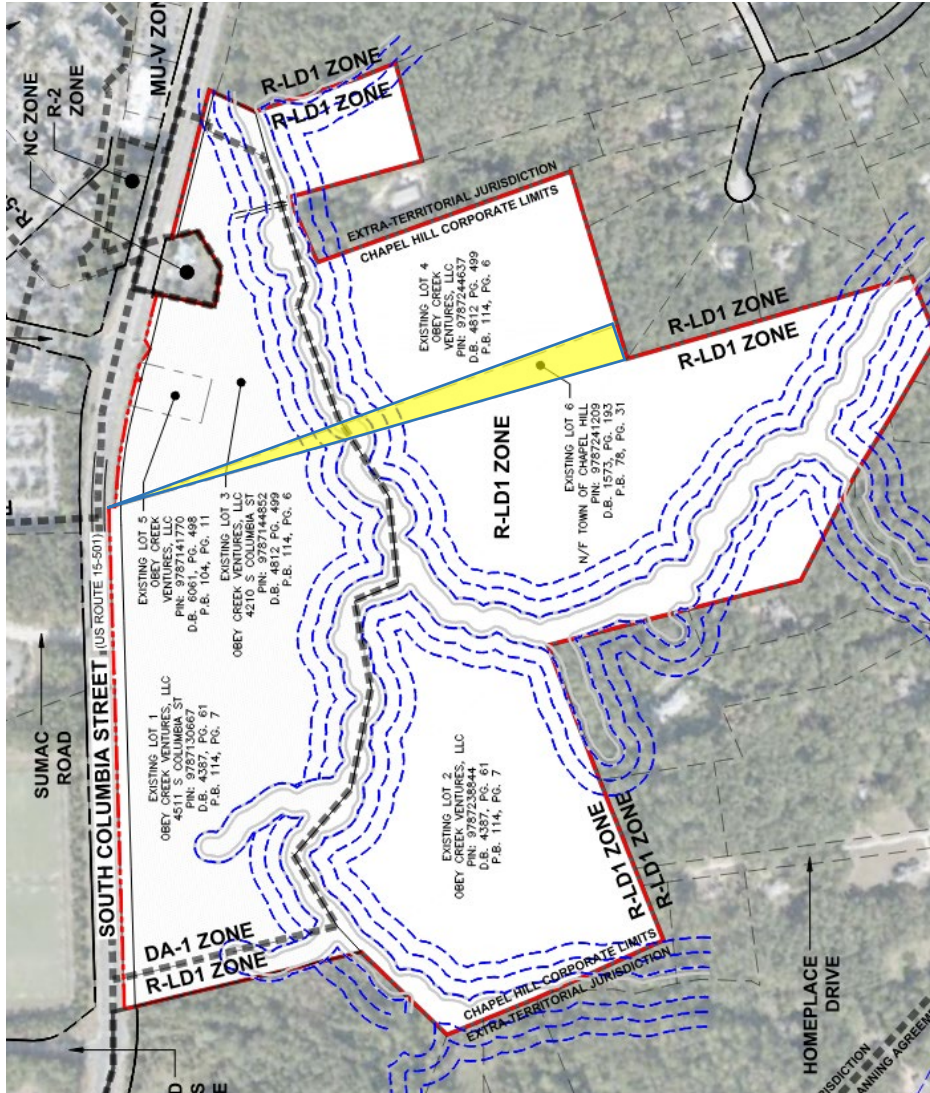 NC ZONE
R-2
ZONE
MU-V ZON
R-LD1 ZONE
R-LD1 ZONE
EXTRA-TERRITORIAL JURISDICTION
CHAPEL HILL CORPORATE LIMITS
EXISTING LOT 4
OBEY CREEK
VENTURES, LLC
PIN: 9787244637
D.B. 4812 PG. 499
P.B. 114, PG. 6
R-LD1 ZONE
R-LD1 ZONE
EXISTING LOT 5
OBEY CREEK
VENTURES, LLC
PIN: 9787141770
D.B. 6061, PG. 498
P.B. 104, PG. 11
EXISTING LOT 3
OBEY CREEK VENTURES, LLC
4210 S COLUMBIA ST
PIN: 9787144852
D.B. 4812 PG. 499
P.B. 114, PG. 6
R-LD1 ZONE
EXISTING LOT 6
N/F TOWN OF CHAPEL HILL
PIN: 9787241209
D.B. 1573, PG. 193
P.B. 78, PG. 31
SUMAC
ROAD
SOUTH COLUMBIA STREET (US ROUTE 15-501)
EXISTING LOT 1
OBEY CREEK VENTURES, LLC
4511 S COLUMBIA ST
PIN: 9787130667
D.B. 4387, PG. 61
P.B. 114, PG. 7
EXISTING LOT 2
OBEY CREEK VENTURES, LLC
PIN: 9787238844
D.B. 4387, PG. 61
P.B. 114, PG. 7
R-LD1 ZONE
R-LD1 ZONE
DA-1 ZONE
R-LD1 ZONE
CHAPEL HILL CORPORATE LIMITS
EXTRA-TERRITORIAL JURISDICTION
HOMEPLACE
DRIVE
RISDICTION
ANNING AGREEME